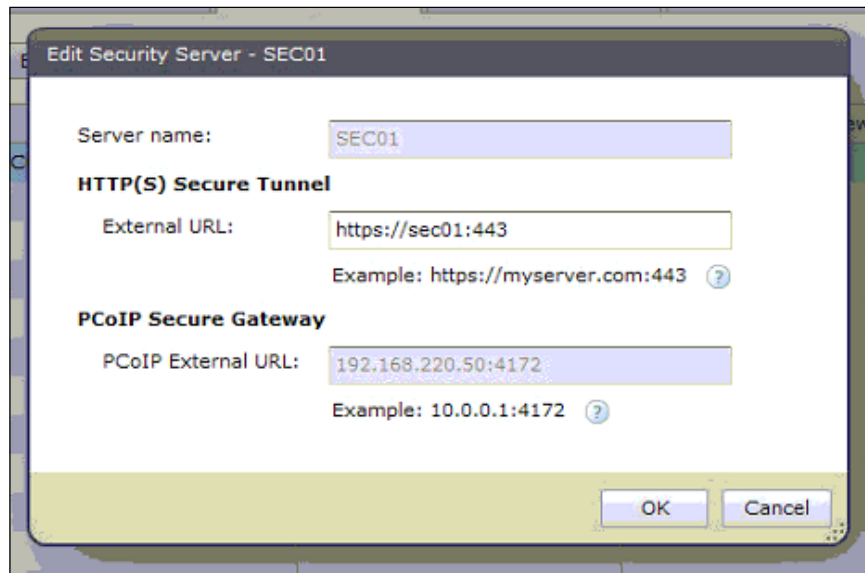 Edit Security Server - SEC01
Server name: SEC01
HTTP(S) Secure Tunnel
External URL: https://sec01:443
Example: https://myserver.com:443 ?
PCoIP Secure Gateway
PCoIP External URL: 192.168.220.50:4172
Example: 10.0.0.1:4172 ?
OK Cancel